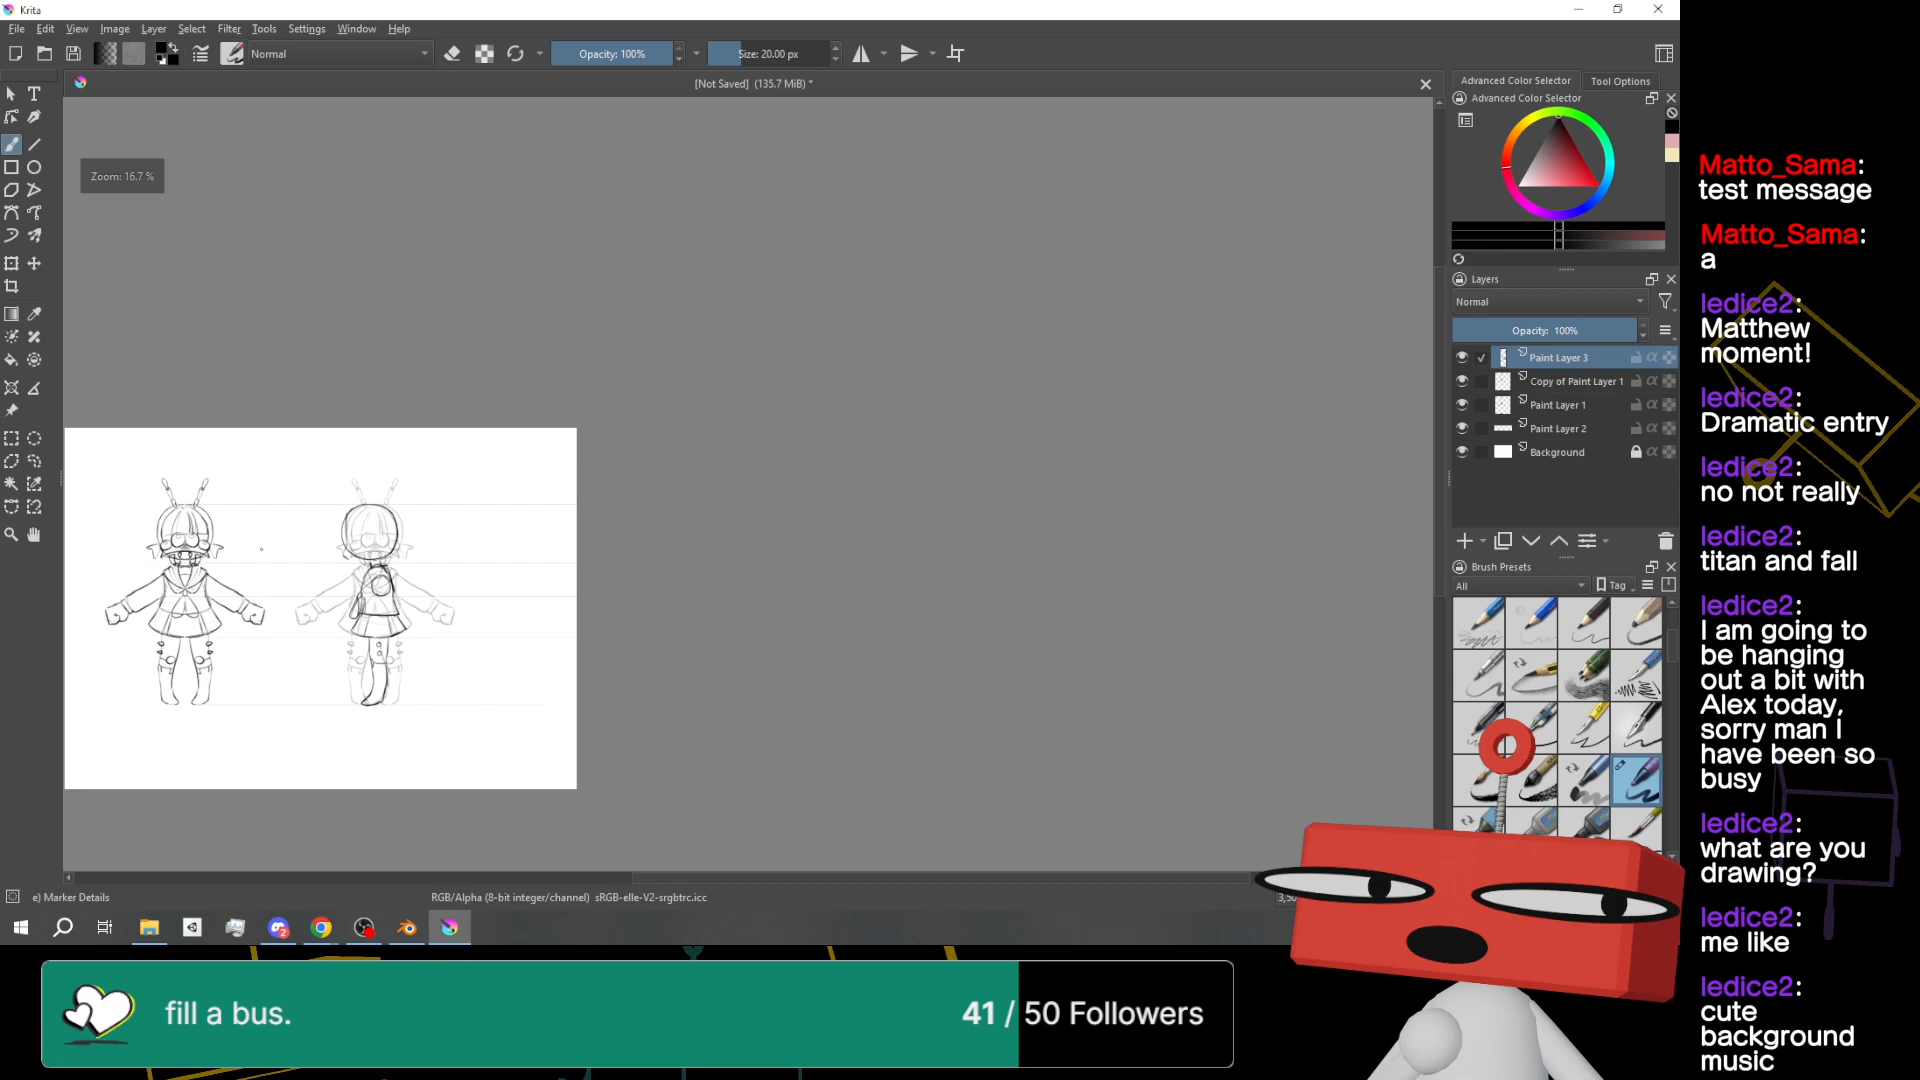 Krita
File Edit View Image Layer Select Filter Tools Settings Window Help
Normal
Opacity: 100%
Size: 20.00 px
[Not Saved] (135.7 MiB) *
Zoom: 16.7 %
Advanced Color Selector
Tool Options
Advanced Color Selector
Layers
Normal
Opacity: 100%
Paint Layer 3
Copy of Paint Layer 1
Paint Layer 1
Paint Layer 2
Background
Brush Presets
All
Tag
e) Marker Details
RGB/Alpha (8-bit integer/channel) sRGB-elle-V2-srgbtrc.icc
3,50
fill a bus.
41 / 50 Followers
Matto_Sama:
test message
Matto_Sama:
a
ledice2:
Matthew
moment!
ledice2:
Dramatic entry
ledice2:
no not really
ledice2:
titan and fall
ledice2:
I am going to
be hanging
out a bit with
Alex today,
sorry man I
have been so
busy
ledice2:
what are you
drawing?
ledice2:
me like
ledice2:
cute
background
music